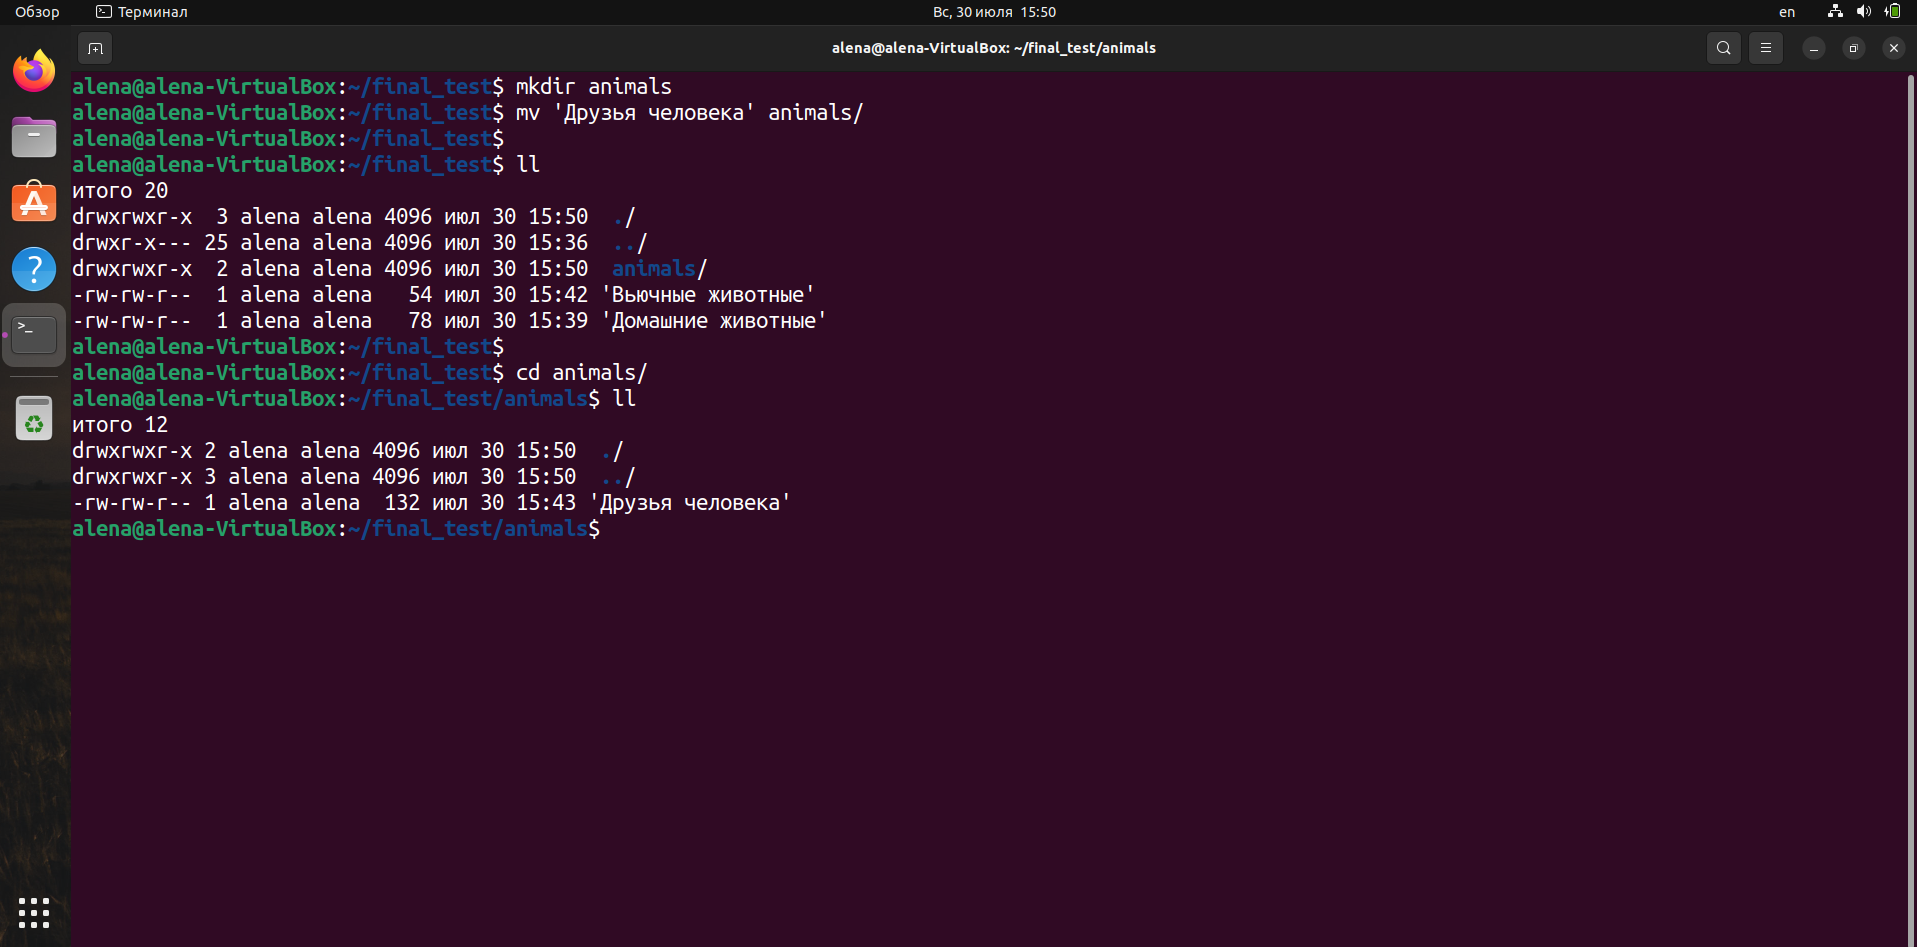 Обзор Терминал Вс, 30 июля 15:50 en
alena@alena-VirtualBox: ~/final_test/animals
alena@alena-VirtualBox:~/final_test$ mkdir animals
alena@alena-VirtualBox:~/final_test$ mv 'Друзья человека' animals/
alena@alena-VirtualBox:~/final_test$
alena@alena-VirtualBox:~/final_test$ ll
итого 20
drwxrwxr-x  3 alena alena 4096 июл 30 15:50  ./
drwxr-x--- 25 alena alena 4096 июл 30 15:36  ../
drwxrwxr-x  2 alena alena 4096 июл 30 15:50  animals/
-rw-rw-r--  1 alena alena   54 июл 30 15:42 'Вьючные животные'
-rw-rw-r--  1 alena alena   78 июл 30 15:39 'Домашние животные'
alena@alena-VirtualBox:~/final_test$
alena@alena-VirtualBox:~/final_test$ cd animals/
alena@alena-VirtualBox:~/final_test/animals$ ll
итого 12
drwxrwxr-x 2 alena alena 4096 июл 30 15:50  ./
drwxrwxr-x 3 alena alena 4096 июл 30 15:50  ../
-rw-rw-r-- 1 alena alena  132 июл 30 15:43 'Друзья человека'
alena@alena-VirtualBox:~/final_test/animals$